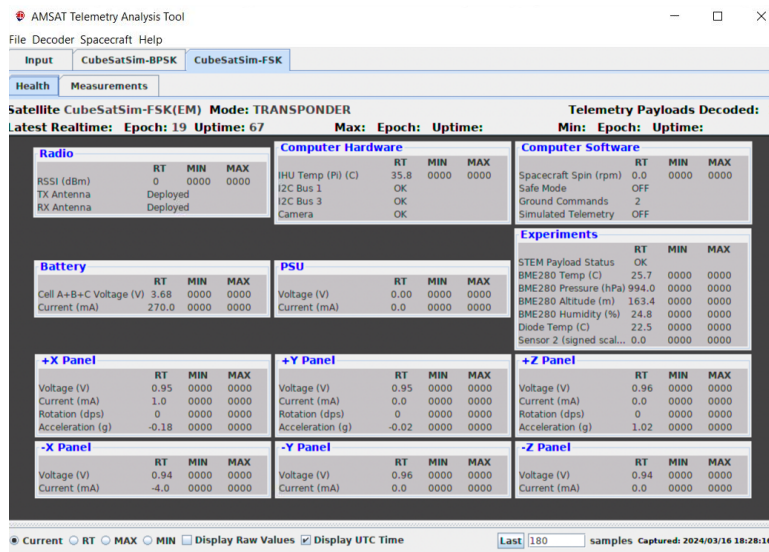 AMSAT Telemetry Analysis Tool
File Decoder Spacecraft Help
Input CubeSatSim-BPSK CubeSatSim-FSK
Health Measurements
Satellite CubeSatSim-FSK(EM) Mode: TRANSPONDER Telemetry Payloads Decoded:
Latest Realtime: Epoch: 19 Uptime: 67 Max: Epoch: Uptime: Min: Epoch: Uptime:
Radio
RT MIN MAX
RSSI (dBm) 0 0000 0000
TX Antenna Deployed
RX Antenna Deployed
Computer Hardware
RT MIN MAX
IHU Temp (Pi) (C) 35.8 0000 0000
I2C Bus 1 OK
I2C Bus 3 OK
Camera OK
Computer Software
RT MIN MAX
Spacecraft Spin (rpm) 0.0 0000 0000
Safe Mode OFF
Ground Commands 2
Simulated Telemetry OFF
Battery
RT MIN MAX
Cell A+B+C Voltage (V) 3.68 0000 0000
Current (mA) 270.0 0000 0000
PSU
RT MIN MAX
Voltage (V) 0.00 0000 0000
Current (mA) 0.0 0000 0000
Experiments
RT MIN MAX
STEM Payload Status OK
BME280 Temp (C) 25.7 0000 0000
BME280 Pressure (hPa) 994.0 0000 0000
BME280 Altitude (m) 163.4 0000 0000
BME280 Humidity (%) 24.8 0000 0000
Diode Temp (C) 22.5 0000 0000
Sensor 2 (signed scal... 0.0 0000 0000
+X Panel
RT MIN MAX
Voltage (V) 0.95 0000 0000
Current (mA) 1.0 0000 0000
Rotation (dps) 0 0000 0000
Acceleration (g) -0.18 0000 0000
+Y Panel
RT MIN MAX
Voltage (V) 0.95 0000 0000
Current (mA) 0.0 0000 0000
Rotation (dps) 0 0000 0000
Acceleration (g) -0.02 0000 0000
+Z Panel
RT MIN MAX
Voltage (V) 0.96 0000 0000
Current (mA) 0.0 0000 0000
Rotation (dps) 0 0000 0000
Acceleration (g) 1.02 0000 0000
-X Panel
RT MIN MAX
Voltage (V) 0.94 0000 0000
Current (mA) -4.0 0000 0000
-Y Panel
RT MIN MAX
Voltage (V) 0.96 0000 0000
Current (mA) 0.0 0000 0000
-Z Panel
RT MIN MAX
Voltage (V) 0.94 0000 0000
Current (mA) 0.0 0000 0000
Current RT MAX MIN Display Raw Values Display UTC Time Last 180 samples Captured: 2024/03/16 18:28:16